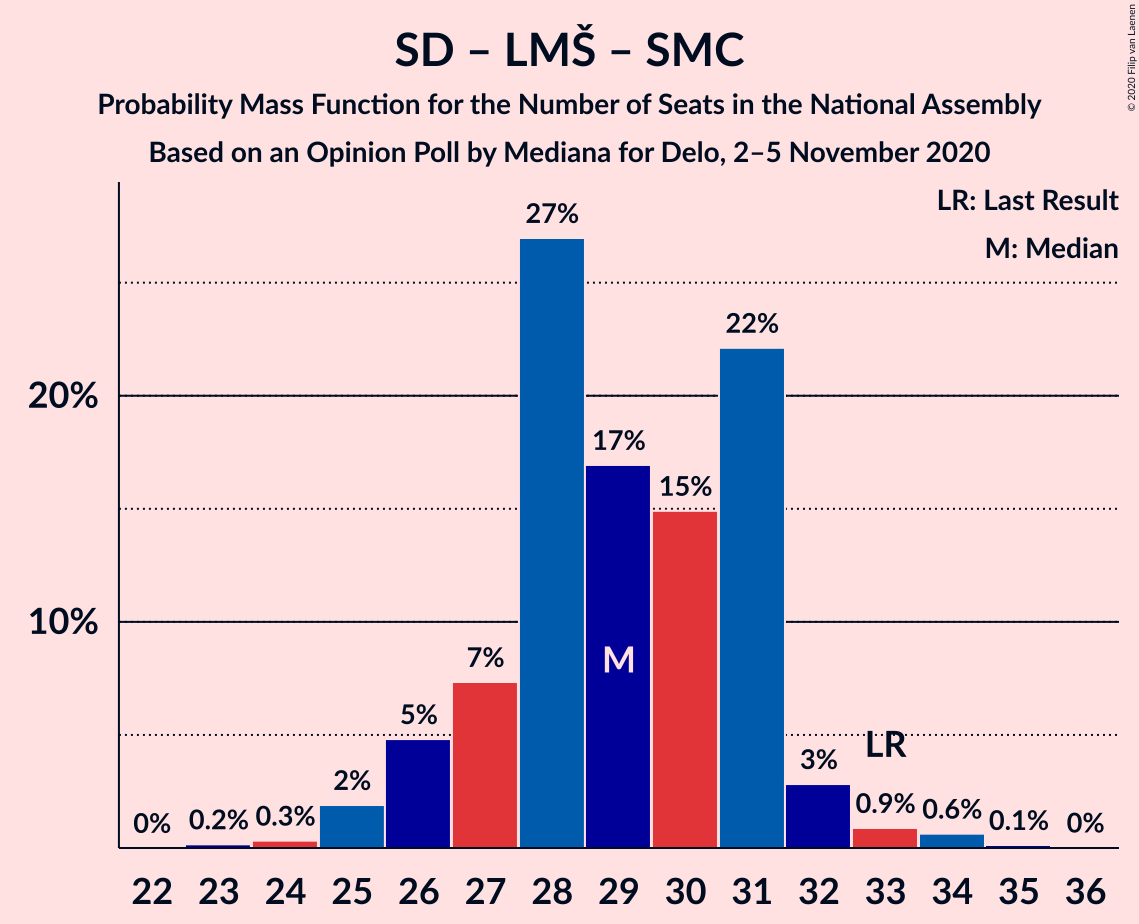 SD – LMŠ – SMC
Probability Mass Function for the Number of Seats in the National Assembly
Based on an Opinion Poll by Mediana for Delo, 2–5 November 2020
© 2020 Filip van Laenen
LR: Last Result
M: Median
20%
10%
0%
0.2%
0.3%
2%
5%
7%
27%
17%
15%
22%
3%
0.9%
0.6%
0.1%
0%
M
LR
22 23 24 25 26 27 28 29 30 31 32 33 34 35 36